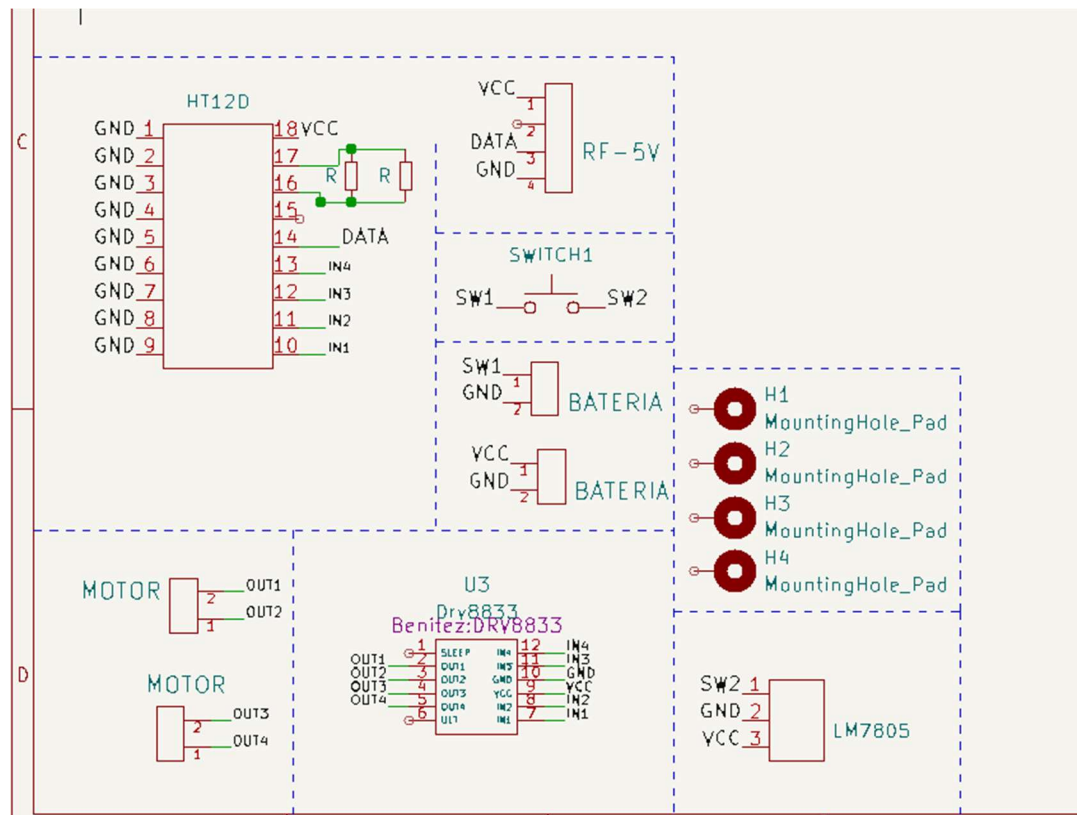 C
HT12D
GND 1
GND 2
GND 3
GND 4
GND 5
GND 6
GND 7
GND 8
GND 9
18 VCC
17
16
15
14 DATA
13 IN4
12 IN3
11 IN2
10 IN1
R R
VCC 1
2
DATA 3
GND 4
RF-5V
SWITCH1
SW1 SW2
SW1 1
GND 2
BATERIA
VCC 1
GND 2
BATERIA
H1
MountingHole_Pad
H2
MountingHole_Pad
H3
MountingHole_Pad
H4
MountingHole_Pad
D
MOTOR
2 OUT1
1 OUT2
MOTOR
2 OUT3
1 OUT4
U3
Drv8833
Benitez:DRV8833
1 SLEEP IN4 12 IN4
OUT1 2 OUT1 IN3 11 IN3
OUT2 3 OUT2 GND 10 GND
OUT3 4 OUT3 VCC 9 VCC
OUT4 5 OUT4 IN2 8 IN2
6 ULT IN1 7 IN1
SW2 1
GND 2
VCC 3
LM7805